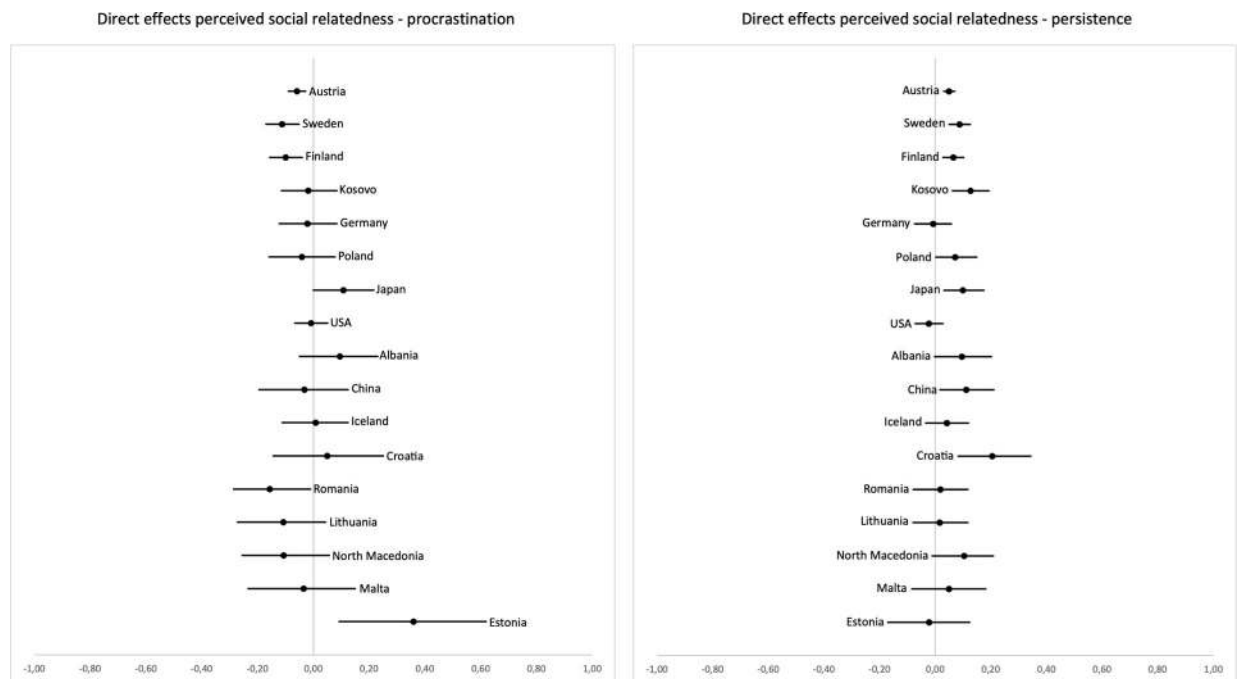 Direct effects perceived social relatedness - procrastination
Austria
Sweden
Finland
Kosovo
Germany
Poland
Japan
USA
Albania
China
Iceland
Croatia
Romania
Lithuania
North Macedonia
Malta
Estonia
-1,00 -0,80 -0,60 -0,40 -0,20 0,00 0,20 0,40 0,60 0,80 1,00
Direct effects perceived social relatedness - persistence
Austria
Sweden
Finland
Kosovo
Germany
Poland
Japan
USA
Albania
China
Iceland
Croatia
Romania
Lithuania
North Macedonia
Malta
Estonia
-1,00 -0,80 -0,60 -0,40 -0,20 0,00 0,20 0,40 0,60 0,80 1,00